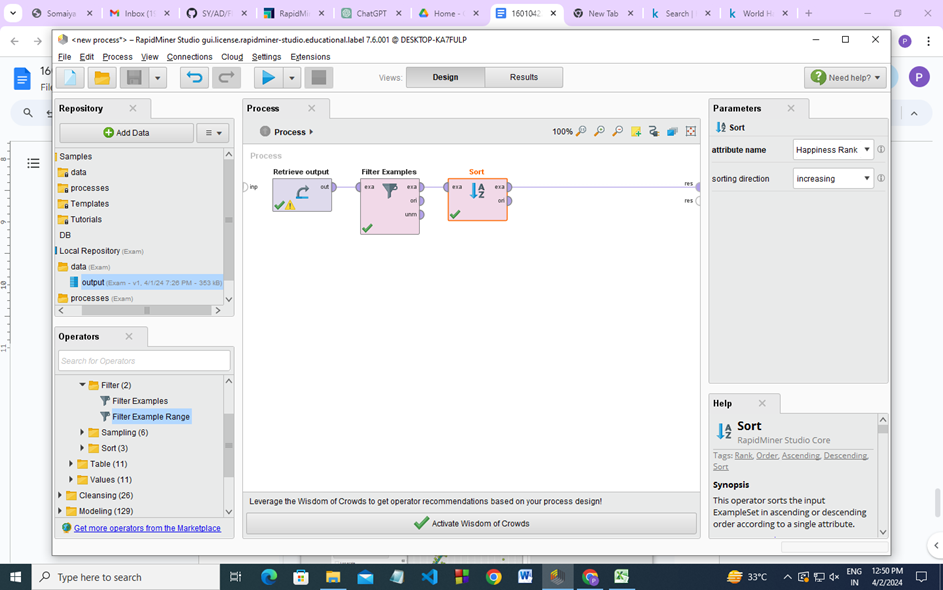 Somaiya
M Inbox (1
SY/AD/F
RapidMi
ChatGPT
Home -
1601042
New Tab
Search |
World H
<new process*> – RapidMiner Studio gui.license.rapidminer-studio.educational.label 7.6.001 @ DESKTOP-KA7FULP
16
File Edit Process View Connections Cloud Settings Extensions
Views: Design Results
Need help?
P
Repository
Add Data
Samples
data
processes
Templates
Tutorials
DB
Local Repository (Exam)
data (Exam)
output (Exam – v1, 4/1/24 7:26 PM – 353 kB)
processes (Exam)
Operators
Search for Operators
Filter (2)
Filter Examples
Filter Example Range
Sampling (6)
Sort (3)
Table (11)
Values (11)
Cleansing (26)
Modeling (129)
Get more operators from the Marketplace
Process
Process
100%
Process
Retrieve output Filter Examples Sort
inp out exa exa exa exa res
ori ori res
unm
Leverage the Wisdom of Crowds to get operator recommendations based on your process design!
Activate Wisdom of Crowds
Parameters
Sort
attribute name Happiness Rank
sorting direction increasing
Help
Sort
RapidMiner Studio Core
Tags: Rank, Order, Ascending, Descending,
Sort
Synopsis
This operator sorts the input
ExampleSet in ascending or descending
order according to a single attribute.
Type here to search
33°C
ENG
IN
12:50 PM
4/2/2024